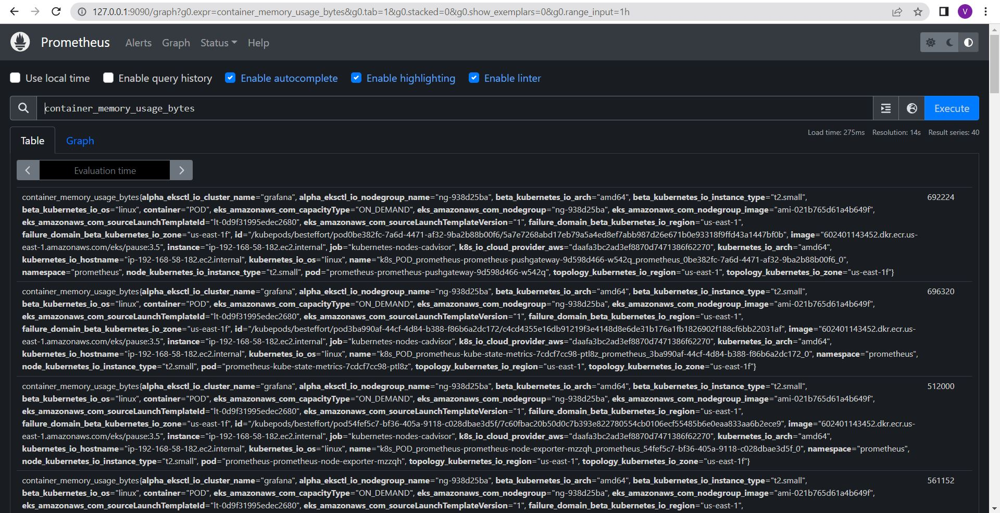 127.0.0.1:9090/graph?g0.expr=container_memory_usage_bytes&g0.tab=1&g0.stacked=0&g0.show_exemplars=0&g0.range_input=1h
V
Prometheus Alerts Graph Status Help
Use local time Enable query history Enable autocomplete Enable highlighting Enable linter
container_memory_usage_bytes Execute
Load time: 275ms Resolution: 14s Result series: 40
Table Graph
Evaluation time
container_memory_usage_bytes{alpha_eksctl_io_cluster_name="grafana", alpha_eksctl_io_nodegroup_name="ng-938d25ba", beta_kubernetes_io_arch="amd64", beta_kubernetes_io_instance_type="t2.small", 692224
beta_kubernetes_io_os="linux", container="POD", eks_amazonaws_com_capacityType="ON_DEMAND", eks_amazonaws_com_nodegroup="ng-938d25ba", eks_amazonaws_com_nodegroup_image="ami-021b765d61a4b649f",
eks_amazonaws_com_sourceLaunchTemplateId="lt-0d9f31995edec2680", eks_amazonaws_com_sourceLaunchTemplateVersion="1", failure_domain_beta_kubernetes_io_region="us-east-1",
failure_domain_beta_kubernetes_io_zone="us-east-1f", id="/kubepods/besteffort/pod0be382fc-7a6d-4471-af32-9ba2b88b00f6/5a7e7268abd17eb79a5a4ed8ef7abb987d26e671b0e93318f9ffd43a1447bf0b", image="602401143452.dkr.ecr.us-
east-1.amazonaws.com/eks/pause:3.5", instance="ip-192-168-58-182.ec2.internal", job="kubernetes-nodes-cadvisor", k8s_io_cloud_provider_aws="daafa3bc2ad3ef8870d7471386f62270", kubernetes_io_arch="amd64",
kubernetes_io_hostname="ip-192-168-58-182.ec2.internal", kubernetes_io_os="linux", name="k8s_POD_prometheus-prometheus-pushgateway-9d598d466-w542q_prometheus_0be382fc-7a6d-4471-af32-9ba2b88b00f6_0",
namespace="prometheus", node_kubernetes_io_instance_type="t2.small", pod="prometheus-prometheus-pushgateway-9d598d466-w542q", topology_kubernetes_io_region="us-east-1", topology_kubernetes_io_zone="us-east-1f"}
container_memory_usage_bytes{alpha_eksctl_io_cluster_name="grafana", alpha_eksctl_io_nodegroup_name="ng-938d25ba", beta_kubernetes_io_arch="amd64", beta_kubernetes_io_instance_type="t2.small", 696320
beta_kubernetes_io_os="linux", container="POD", eks_amazonaws_com_capacityType="ON_DEMAND", eks_amazonaws_com_nodegroup="ng-938d25ba", eks_amazonaws_com_nodegroup_image="ami-021b765d61a4b649f",
eks_amazonaws_com_sourceLaunchTemplateId="lt-0d9f31995edec2680", eks_amazonaws_com_sourceLaunchTemplateVersion="1", failure_domain_beta_kubernetes_io_region="us-east-1",
failure_domain_beta_kubernetes_io_zone="us-east-1f", id="/kubepods/besteffort/pod3ba990af-44cf-4d84-b388-f86b6a2dc172/c4cd4355e16db91219f3e4148d8e6de31b176a1fb1826902f188cf6bb22031af", image="602401143452.dkr.ecr.us-
east-1.amazonaws.com/eks/pause:3.5", instance="ip-192-168-58-182.ec2.internal", job="kubernetes-nodes-cadvisor", k8s_io_cloud_provider_aws="daafa3bc2ad3ef8870d7471386f62270", kubernetes_io_arch="amd64",
kubernetes_io_hostname="ip-192-168-58-182.ec2.internal", kubernetes_io_os="linux", name="k8s_POD_prometheus-kube-state-metrics-7cdcf7cc98-ptl8z_prometheus_3ba990af-44cf-4d84-b388-f86b6a2dc172_0", namespace="prometheus",
node_kubernetes_io_instance_type="t2.small", pod="prometheus-kube-state-metrics-7cdcf7cc98-ptl8z", topology_kubernetes_io_region="us-east-1", topology_kubernetes_io_zone="us-east-1f"}
container_memory_usage_bytes{alpha_eksctl_io_cluster_name="grafana", alpha_eksctl_io_nodegroup_name="ng-938d25ba", beta_kubernetes_io_arch="amd64", beta_kubernetes_io_instance_type="t2.small", 512000
beta_kubernetes_io_os="linux", container="POD", eks_amazonaws_com_capacityType="ON_DEMAND", eks_amazonaws_com_nodegroup="ng-938d25ba", eks_amazonaws_com_nodegroup_image="ami-021b765d61a4b649f",
eks_amazonaws_com_sourceLaunchTemplateId="lt-0d9f31995edec2680", eks_amazonaws_com_sourceLaunchTemplateVersion="1", failure_domain_beta_kubernetes_io_region="us-east-1",
failure_domain_beta_kubernetes_io_zone="us-east-1f", id="/kubepods/besteffort/pod54fef5c7-bf36-405a-9118-c028dbae3d5f/7c60fbac20b50d0c7b393e822780554cb0106ecf55485b6e0eaa833aa6b2ece9", image="602401143452.dkr.ecr.us-
east-1.amazonaws.com/eks/pause:3.5", instance="ip-192-168-58-182.ec2.internal", job="kubernetes-nodes-cadvisor", k8s_io_cloud_provider_aws="daafa3bc2ad3ef8870d7471386f62270", kubernetes_io_arch="amd64",
kubernetes_io_hostname="ip-192-168-58-182.ec2.internal", kubernetes_io_os="linux", name="k8s_POD_prometheus-prometheus-node-exporter-mzzqh_prometheus_54fef5c7-bf36-405a-9118-c028dbae3d5f_0", namespace="prometheus",
node_kubernetes_io_instance_type="t2.small", pod="prometheus-prometheus-node-exporter-mzzqh", topology_kubernetes_io_region="us-east-1", topology_kubernetes_io_zone="us-east-1f"}
container_memory_usage_bytes{alpha_eksctl_io_cluster_name="grafana", alpha_eksctl_io_nodegroup_name="ng-938d25ba", beta_kubernetes_io_arch="amd64", beta_kubernetes_io_instance_type="t2.small", 561152
beta_kubernetes_io_os="linux", container="POD", eks_amazonaws_com_capacityType="ON_DEMAND", eks_amazonaws_com_nodegroup="ng-938d25ba", eks_amazonaws_com_nodegroup_image="ami-021b765d61a4b649f",
eks_amazonaws_com_sourceLaunchTemplateId="lt-0d9f31995edec2680", eks_amazonaws_com_sourceLaunchTemplateVersion="1", failure_domain_beta_kubernetes_io_region="us-east-1",